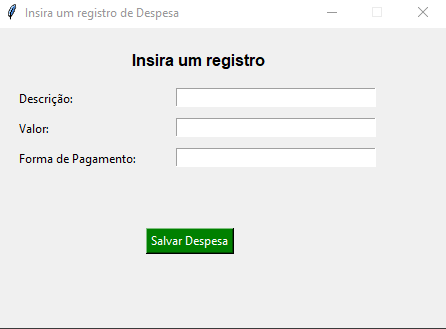 Insira um registro de Despesa
Insira um registro
Descrição:
Valor:
Forma de Pagamento:
Salvar Despesa